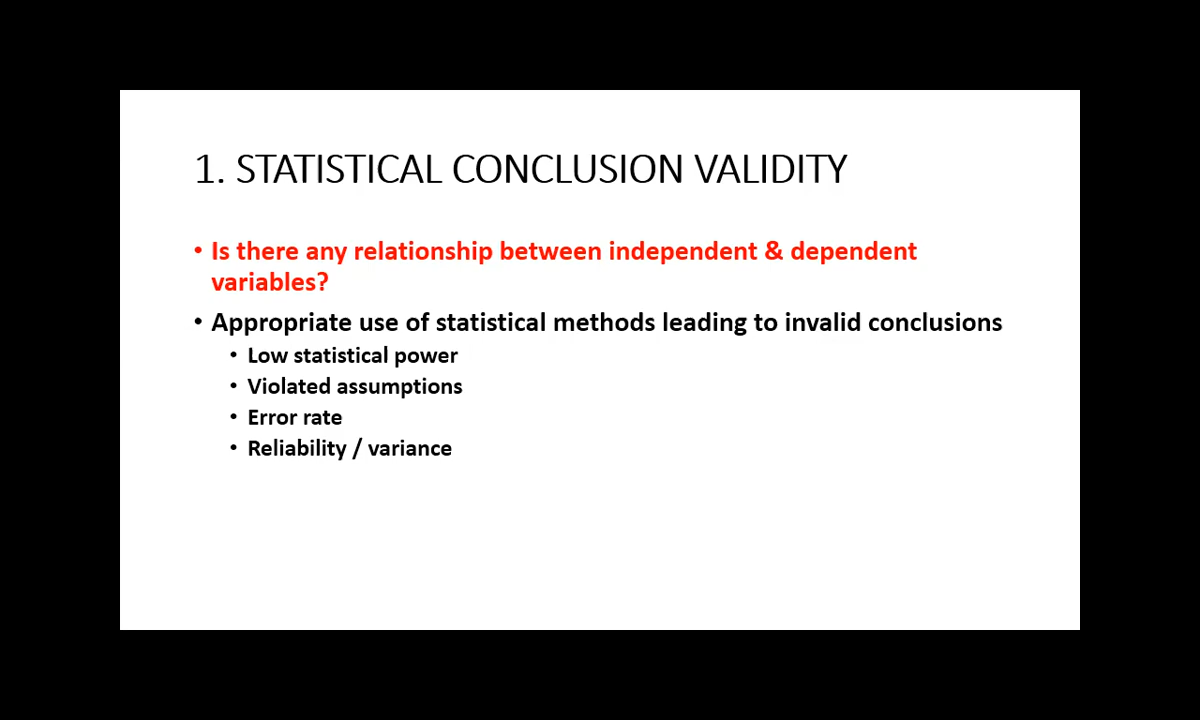 1. STATISTICAL CONCLUSION VALIDITY
• Is there any relationship between independent & dependent
variables?
• Appropriate use of statistical methods leading to invalid conclusions
• Low statistical power
• Violated assumptions
• Error rate
• Reliability / variance